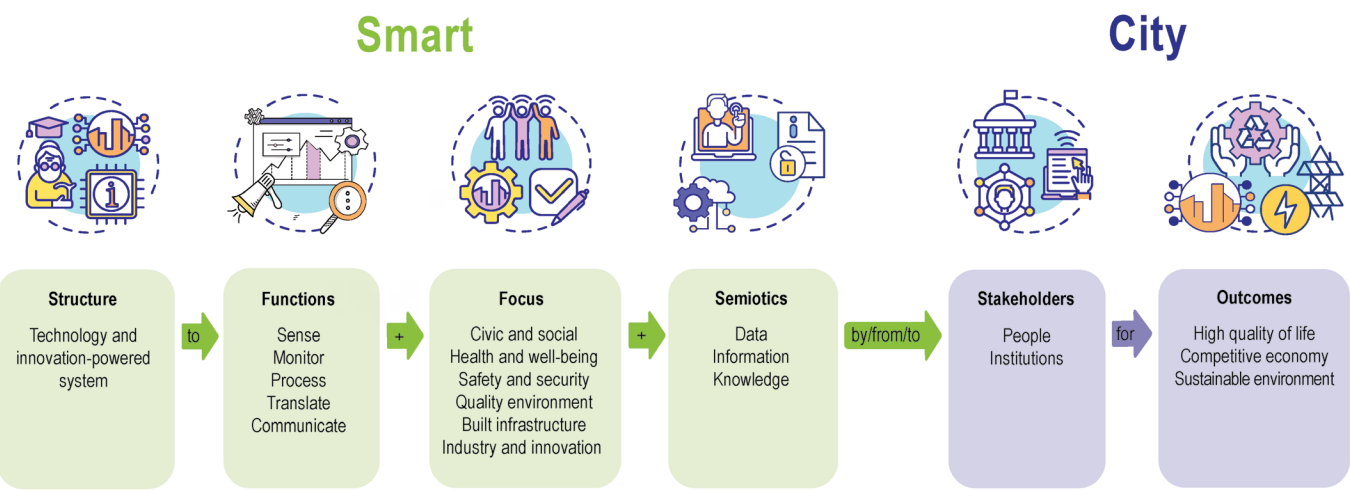 Smart
City
Structure
Technology and
innovation-powered
system
to
Functions
Sense
Monitor
Process
Translate
Communicate
+
Focus
Civic and social
Health and well-being
Safety and security
Quality environment
Built infrastructure
Industry and innovation
+
Semiotics
Data
Information
Knowledge
by/from/to
Stakeholders
People
Institutions
for
Outcomes
High quality of life
Competitive economy
Sustainable environment